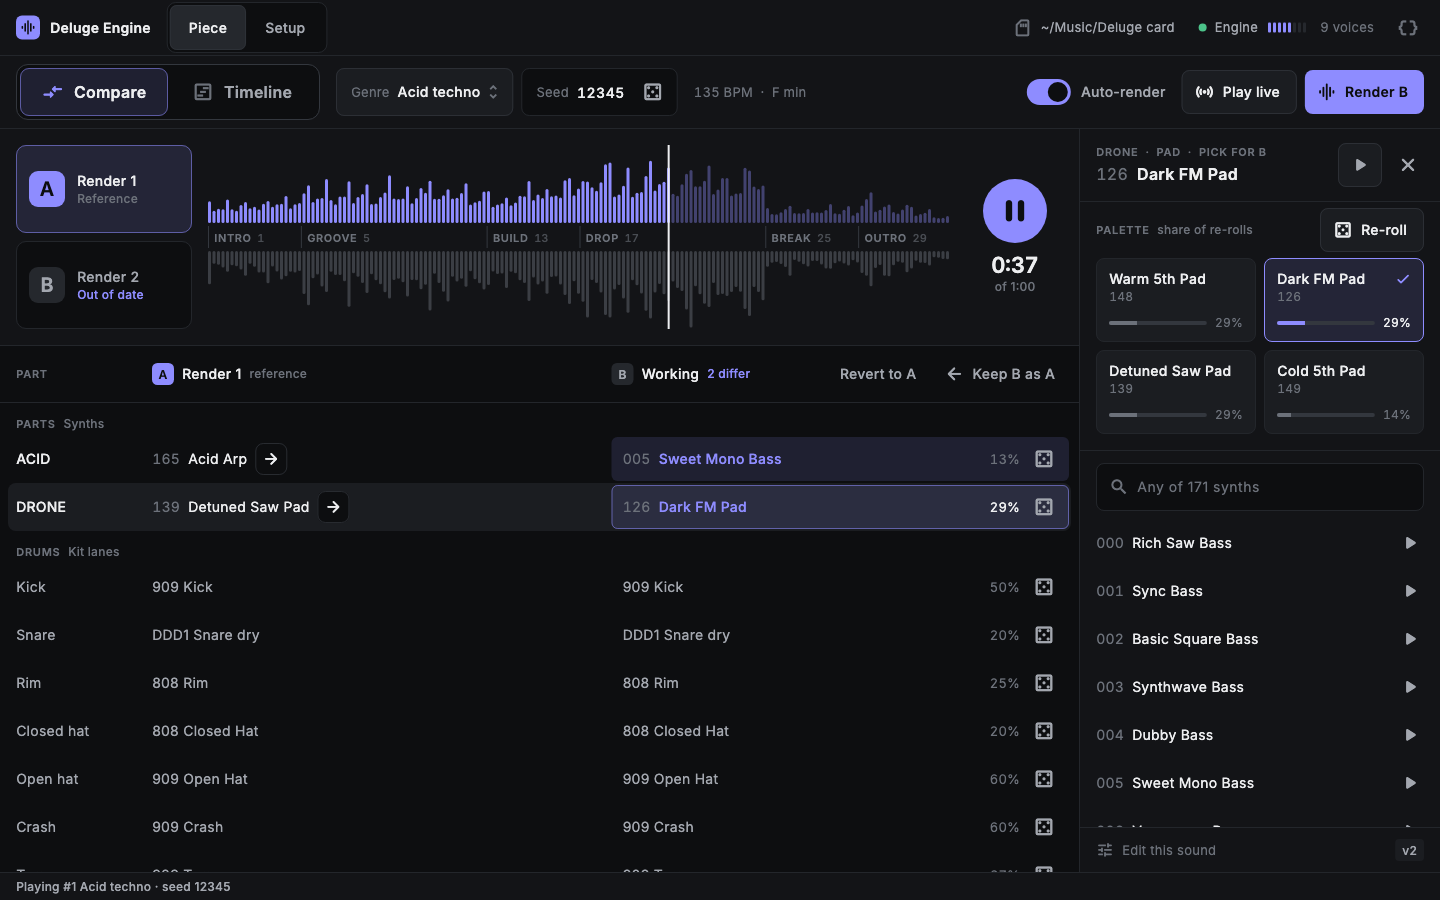 Deluge Engine
Piece
Setup
~/Music/Deluge card
Engine
9 voices
Compare
Timeline
Genre Acid techno
Seed 12345
135 BPM · F min
Auto-render
Play live
Render B
A
Render 1
Reference
B
Render 2
Out of date
INTRO 1
GROOVE 5
BUILD 13
DROP 17
BREAK 25
OUTRO 29
0:37
of 1:00
PART
A Render 1 reference
B Working 2 differ
Revert to A
Keep B as A
PARTS Synths
ACID
165 Acid Arp
005 Sweet Mono Bass
13%
DRONE
139 Detuned Saw Pad
126 Dark FM Pad
29%
DRUMS Kit lanes
Kick
909 Kick
909 Kick
50%
Snare
DDD1 Snare dry
DDD1 Snare dry
20%
Rim
808 Rim
808 Rim
25%
Closed hat
808 Closed Hat
808 Closed Hat
20%
Open hat
909 Open Hat
909 Open Hat
60%
Crash
909 Crash
909 Crash
60%
DRONE · PAD · PICK FOR B
126 Dark FM Pad
PALETTE share of re-rolls
Re-roll
Warm 5th Pad
148
29%
Dark FM Pad
126
29%
Detuned Saw Pad
139
29%
Cold 5th Pad
149
14%
Any of 171 synths
000 Rich Saw Bass
001 Sync Bass
002 Basic Square Bass
003 Synthwave Bass
004 Dubby Bass
005 Sweet Mono Bass
Edit this sound
v2
Playing #1 Acid techno · seed 12345